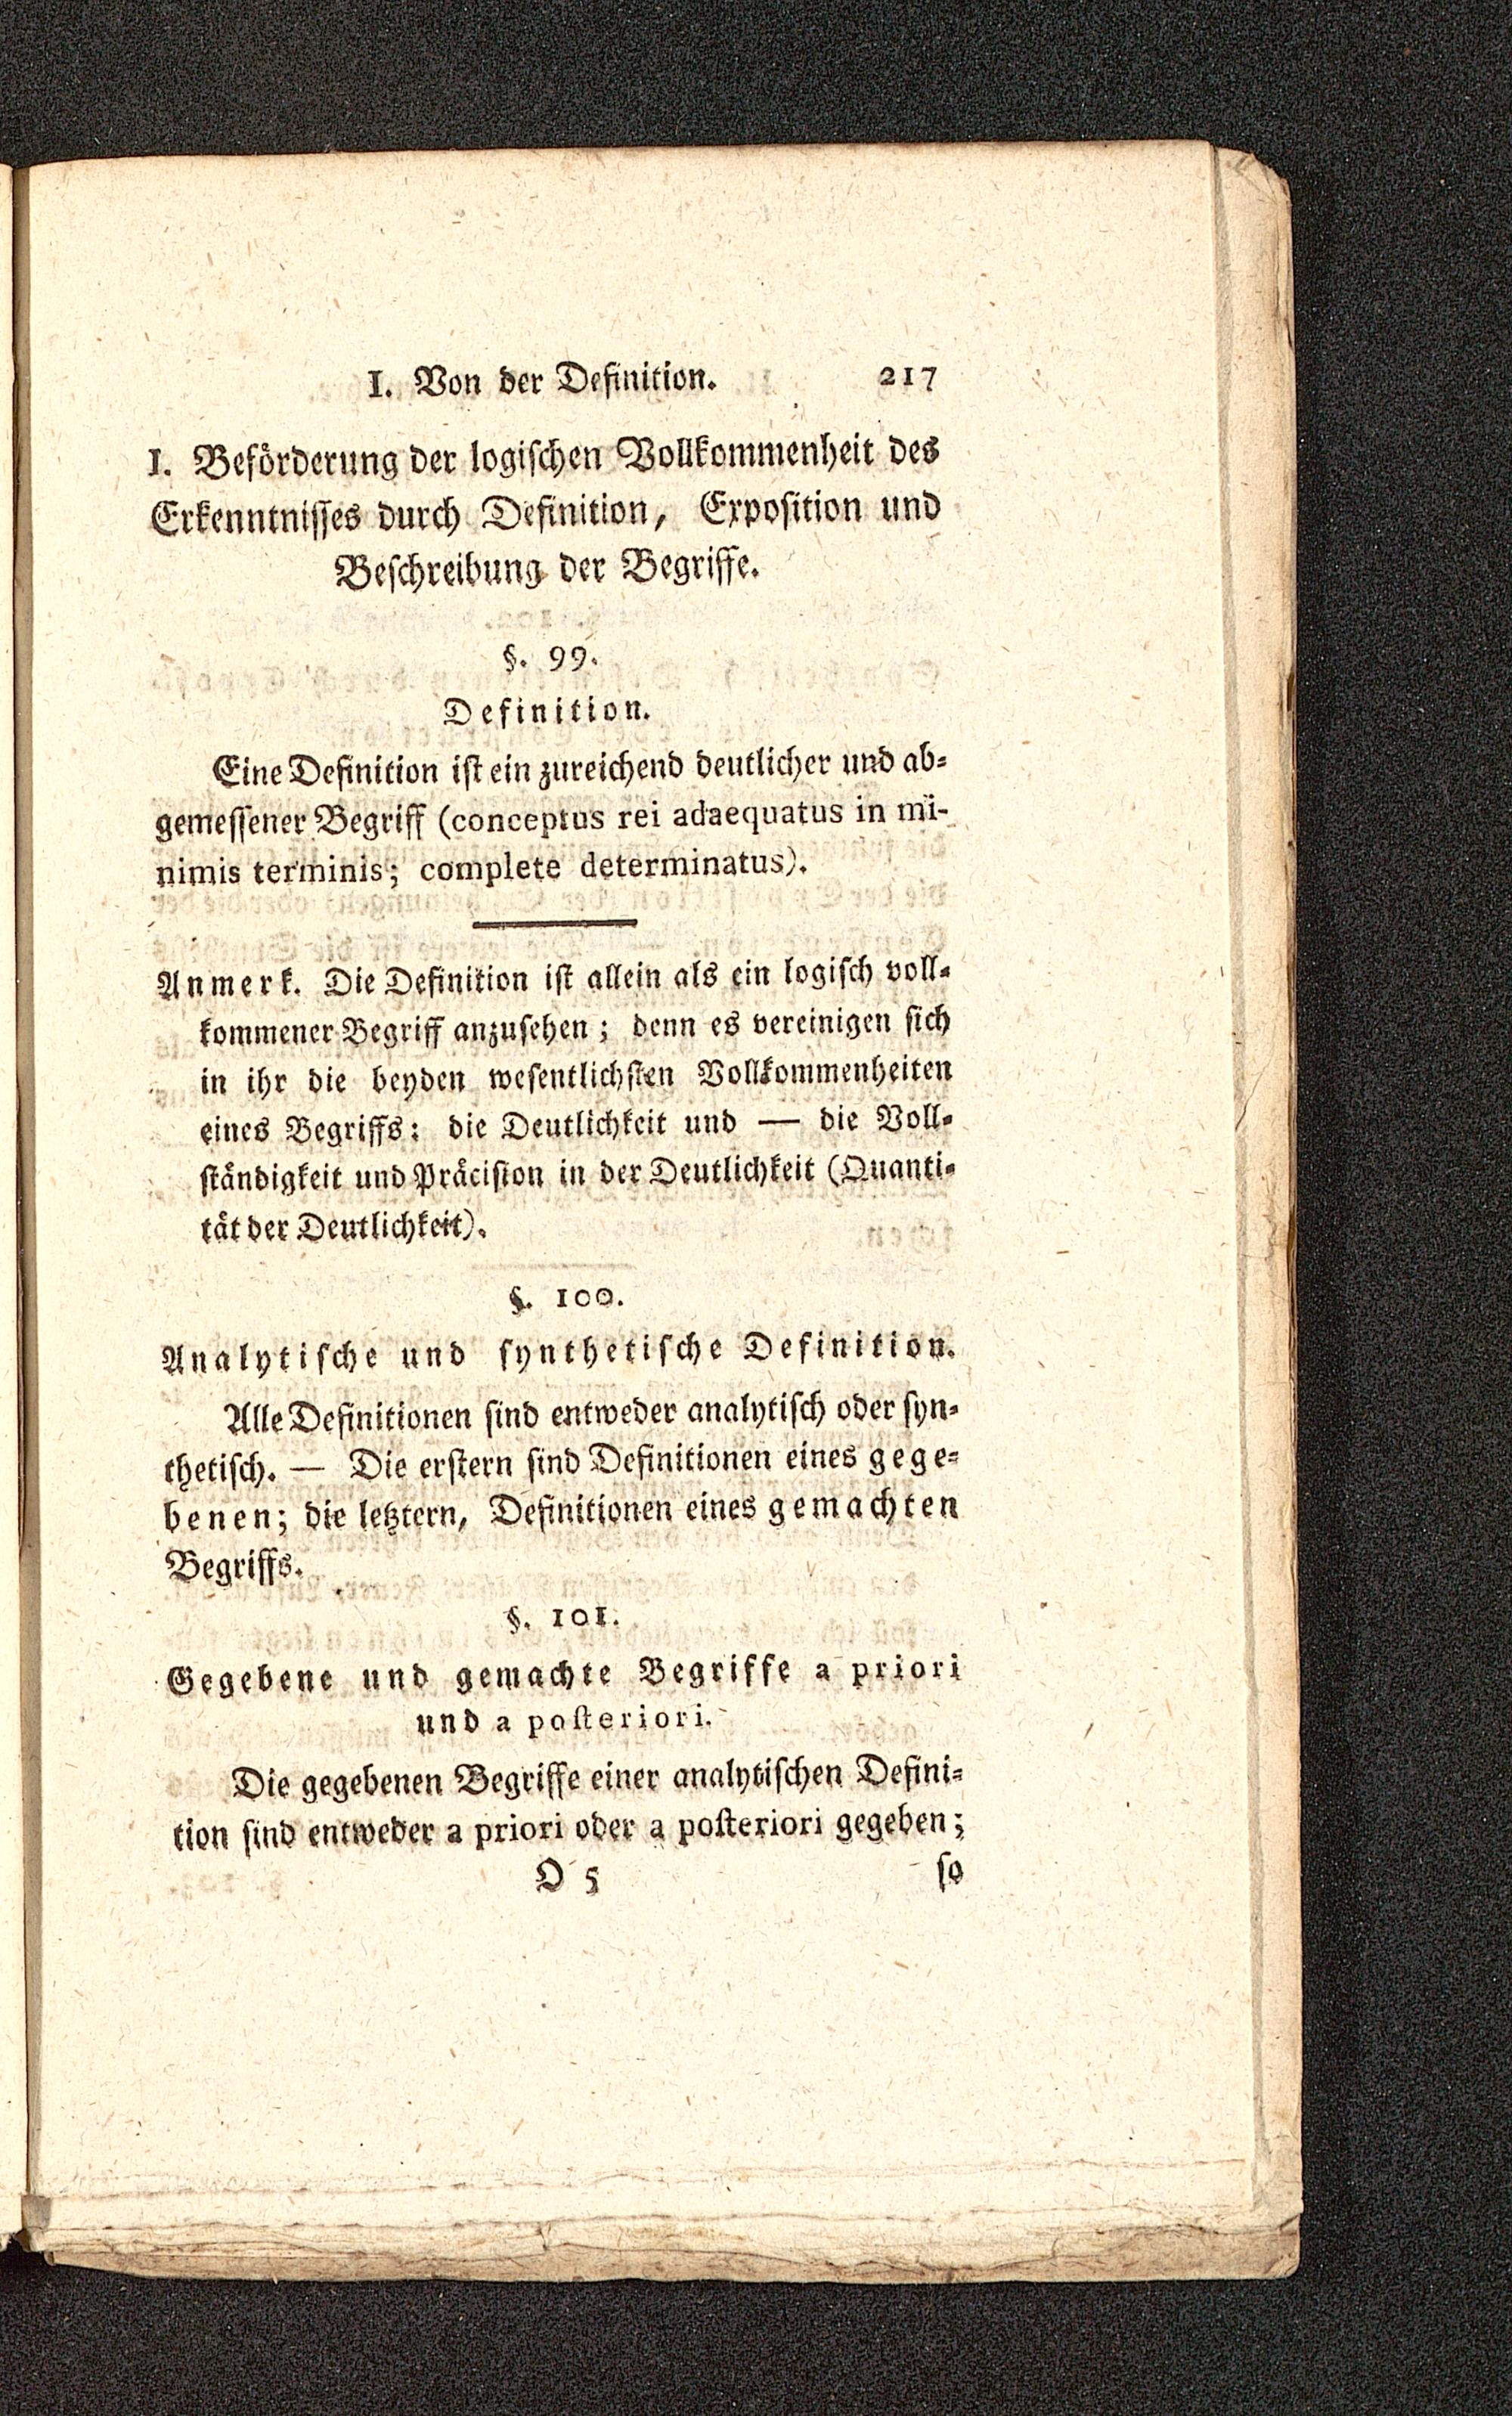 I. Von der Definition. 217
I. Beförderung der logischen Vollkommenheit des
Erkenntnisses durch Definition, Exposition und
Beschreibung der Begriffe.
§. 99.
Definition.
Eine Definition ist ein zureichend deutlicher und ab-
gemessener Begriff (conceptus rei adaequatus in mi-
nimis terminis; complete determinatus).
Anmerk. Die Definition ist allein als ein logisch voll-
kommener Begriff anzusehen; denn es vereinigen sich
in ihr die beyden wesentlichsten Vollkommenheiten
eines Begriffs: die Deutlichkeit und — die Voll-
ständigkeit und Präcision in der Deutlichkeit (Quanti-
tät der Deutlichkeit).
§. 100.
Analytische und synthetische Definition.
Alle Definitionen sind entweder analytisch oder syn-
thetisch. — Die erstern sind Definitionen eines gege-
benen; die letztern, Definitionen eines gemachten
Begriffs.
§. 101.
Gegebene und gemachte Begriffe a priori
und a posteriori.
Die gegebenen Begriffe einer analytischen Defini-
tion sind entweder a priori oder a posteriori gegeben;
O 5 so